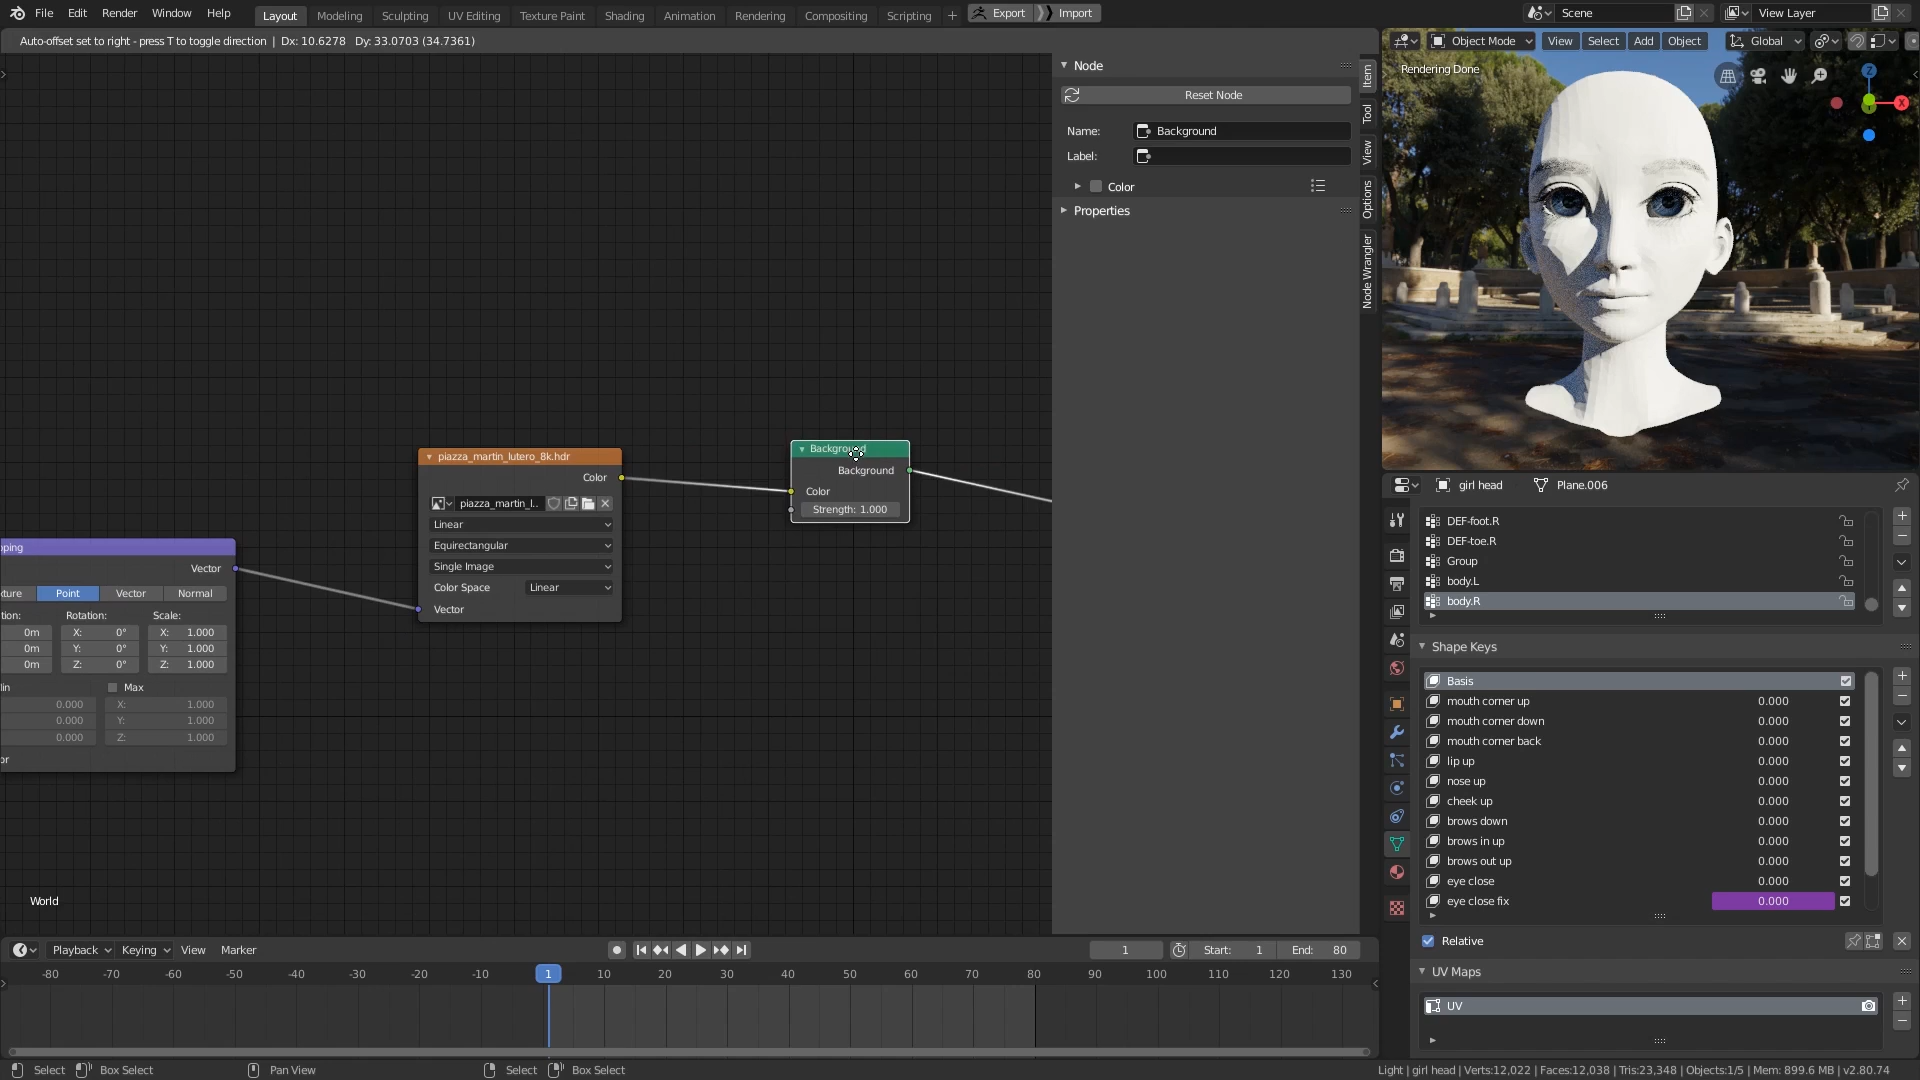 File Edit Render Window Help
Layout Modeling Sculpting UV Editing Texture Paint Shading Animation Rendering Compositing Scripting + Export Import
Scene
View Layer
Auto-offset set to right - press T to toggle direction | Dx: 10.6278 Dy: 33.0703 (34.7361)
Object Mode View Select Add Object Global
Rendering Done
Z
X
Node
Reset Node
Name: Background
Label:
Color
Properties
Item
Tool
View
Options
Node Wrangler
Background
Background
Color
Strength: 1.000
piazza_martin_lutero_8k.hdr
Color
piazza_martin_l..
Linear
Equirectangular
Single Image
Color Space Linear
Vector
pping
Vector
xture Point Vector Normal
tion: Rotation: Scale:
0m X: 0° X: 1.000
0m Y: 0° Y: 1.000
0m Z: 0° Z: 1.000
lin Max
0.000 X: 1.000
0.000 Y: 1.000
0.000 Z: 1.000
or
World
girl head Plane.006
DEF-foot.R
DEF-toe.R
Group
body.L
body.R
Shape Keys
Basis
mouth corner up 0.000
mouth corner down 0.000
mouth corner back 0.000
lip up 0.000
nose up 0.000
cheek up 0.000
brows down 0.000
brows in up 0.000
brows out up 0.000
eye close 0.000
eye close fix 0.000
Relative
UV Maps
UV
Playback Keying View Marker 1 Start: 1 End: 80
-80 -70 -60 -50 -40 -30 -20 -10 1 10 20 30 40 50 60 70 80 90 100 110 120 130
Select Box Select Pan View Select Box Select
Light | girl head | Verts:12,022 | Faces:12,038 | Tris:23,348 | Objects:1/5 | Mem: 899.6 MB | v2.80.74